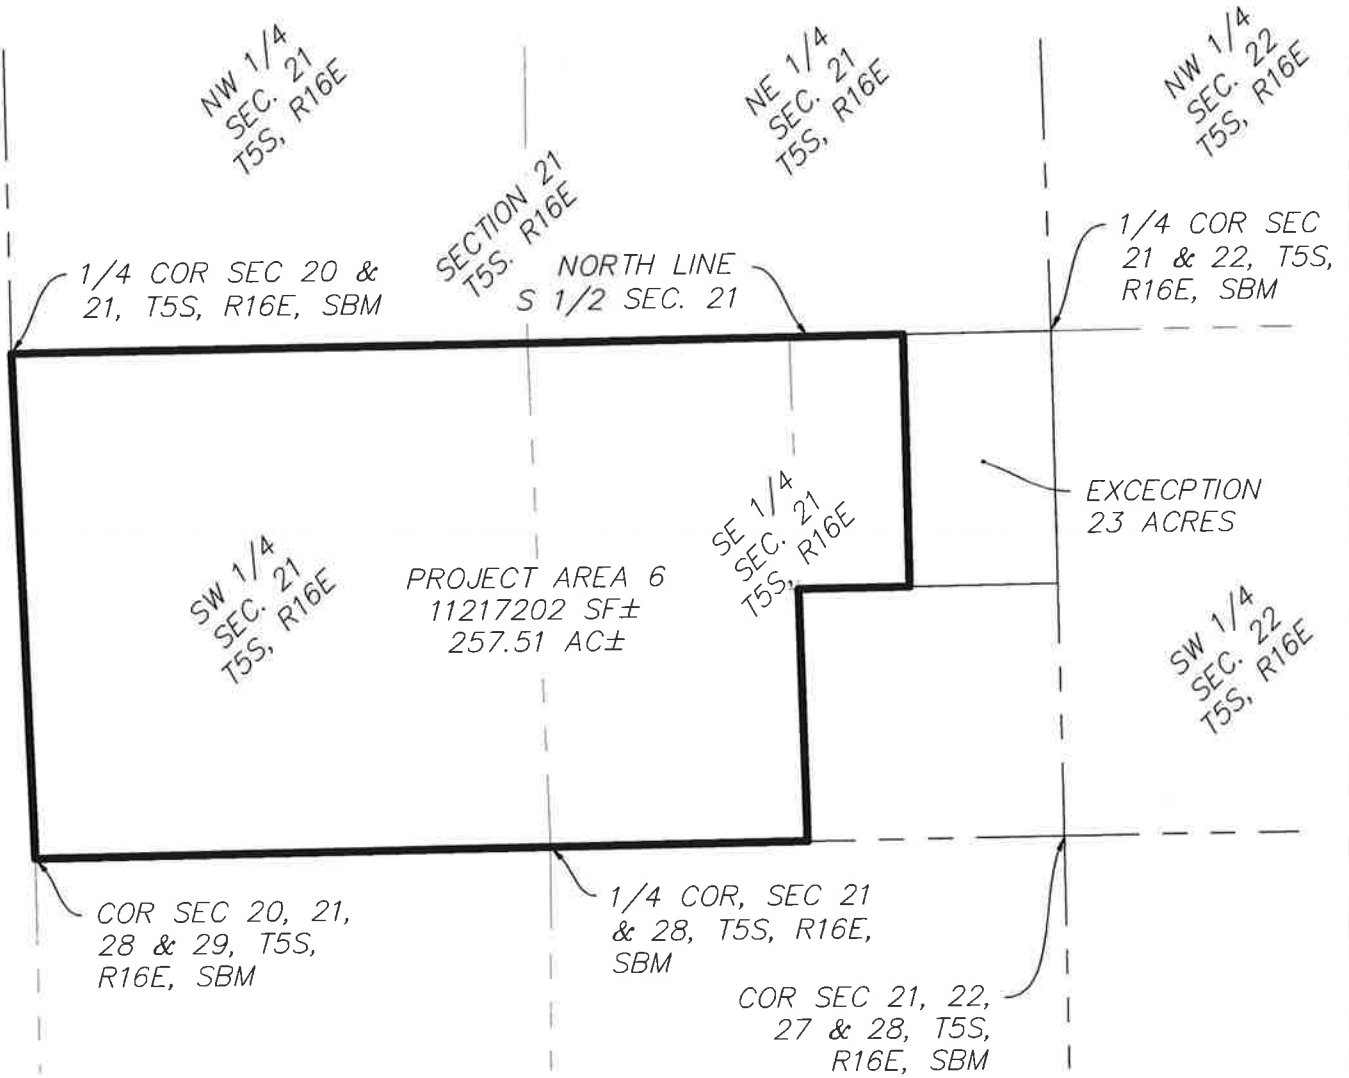 NW 1/4
SEC. 21
T5S, R16E
NE 1/4
SEC. 21
T5S, R16E
NW 1/4
SEC. 22
T5S, R16E
SECTION 21
T5S. R16E
1/4 COR SEC 20 &
21, T5S, R16E, SBM
NORTH LINE
S 1/2 SEC. 21
1/4 COR SEC
21 & 22, T5S,
R16E, SBM
EXCECPTION
23 ACRES
SE 1/4
SEC. 21
T5S, R16E
SW 1/4
SEC. 21
T5S, R16E
PROJECT AREA 6
11217202 SF±
257.51 AC±
SW 1/4
SEC. 22
T5S, R16E
COR SEC 20, 21,
28 & 29, T5S,
R16E, SBM
1/4 COR, SEC 21
& 28, T5S, R16E,
SBM
COR SEC 21, 22,
27 & 28, T5S,
R16E, SBM